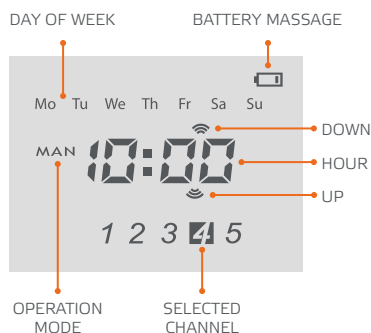 DAY OF WEEK
BATTERY MASSAGE
Mo Tu We Th Fr Sa Su
DOWN
MAN
10:00
HOUR
UP
1 2 3 4 5
OPERATION
MODE
SELECTED
CHANNEL